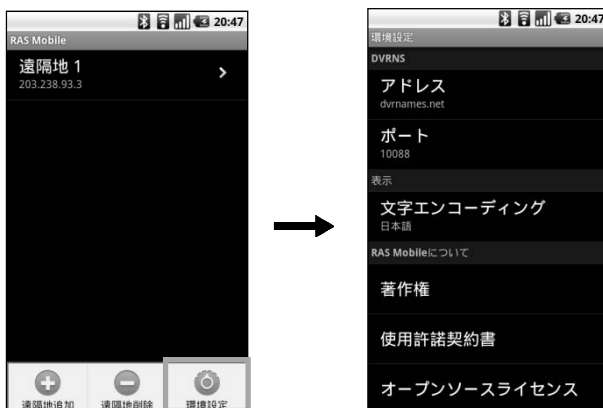 20:47
RAS Mobile
遠隔地 1
203.238.93.3
遠隔地追加
遠隔地削除
環境設定
20:47
環境設定
DVRNS
アドレス
dvrnames.net
ポート
10088
表示
文字エンコーディング
日本語
RAS Mobileについて
著作権
使用許諾契約書
オープンソースライセンス